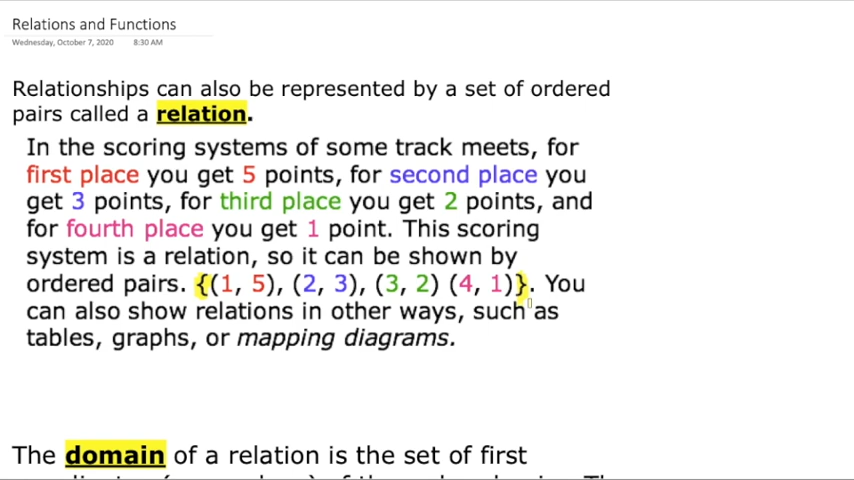 Relations and Functions
Wednesday, October 7, 2020 8:30 AM
Relationships can also be represented by a set of ordered
pairs called a relation.
In the scoring systems of some track meets, for
first place you get 5 points, for second place you
get 3 points, for third place you get 2 points, and
for fourth place you get 1 point. This scoring
system is a relation, so it can be shown by
ordered pairs. {(1, 5), (2, 3), (3, 2) (4, 1)}. You
can also show relations in other ways, such as
tables, graphs, or mapping diagrams.
The domain of a relation is the set of first